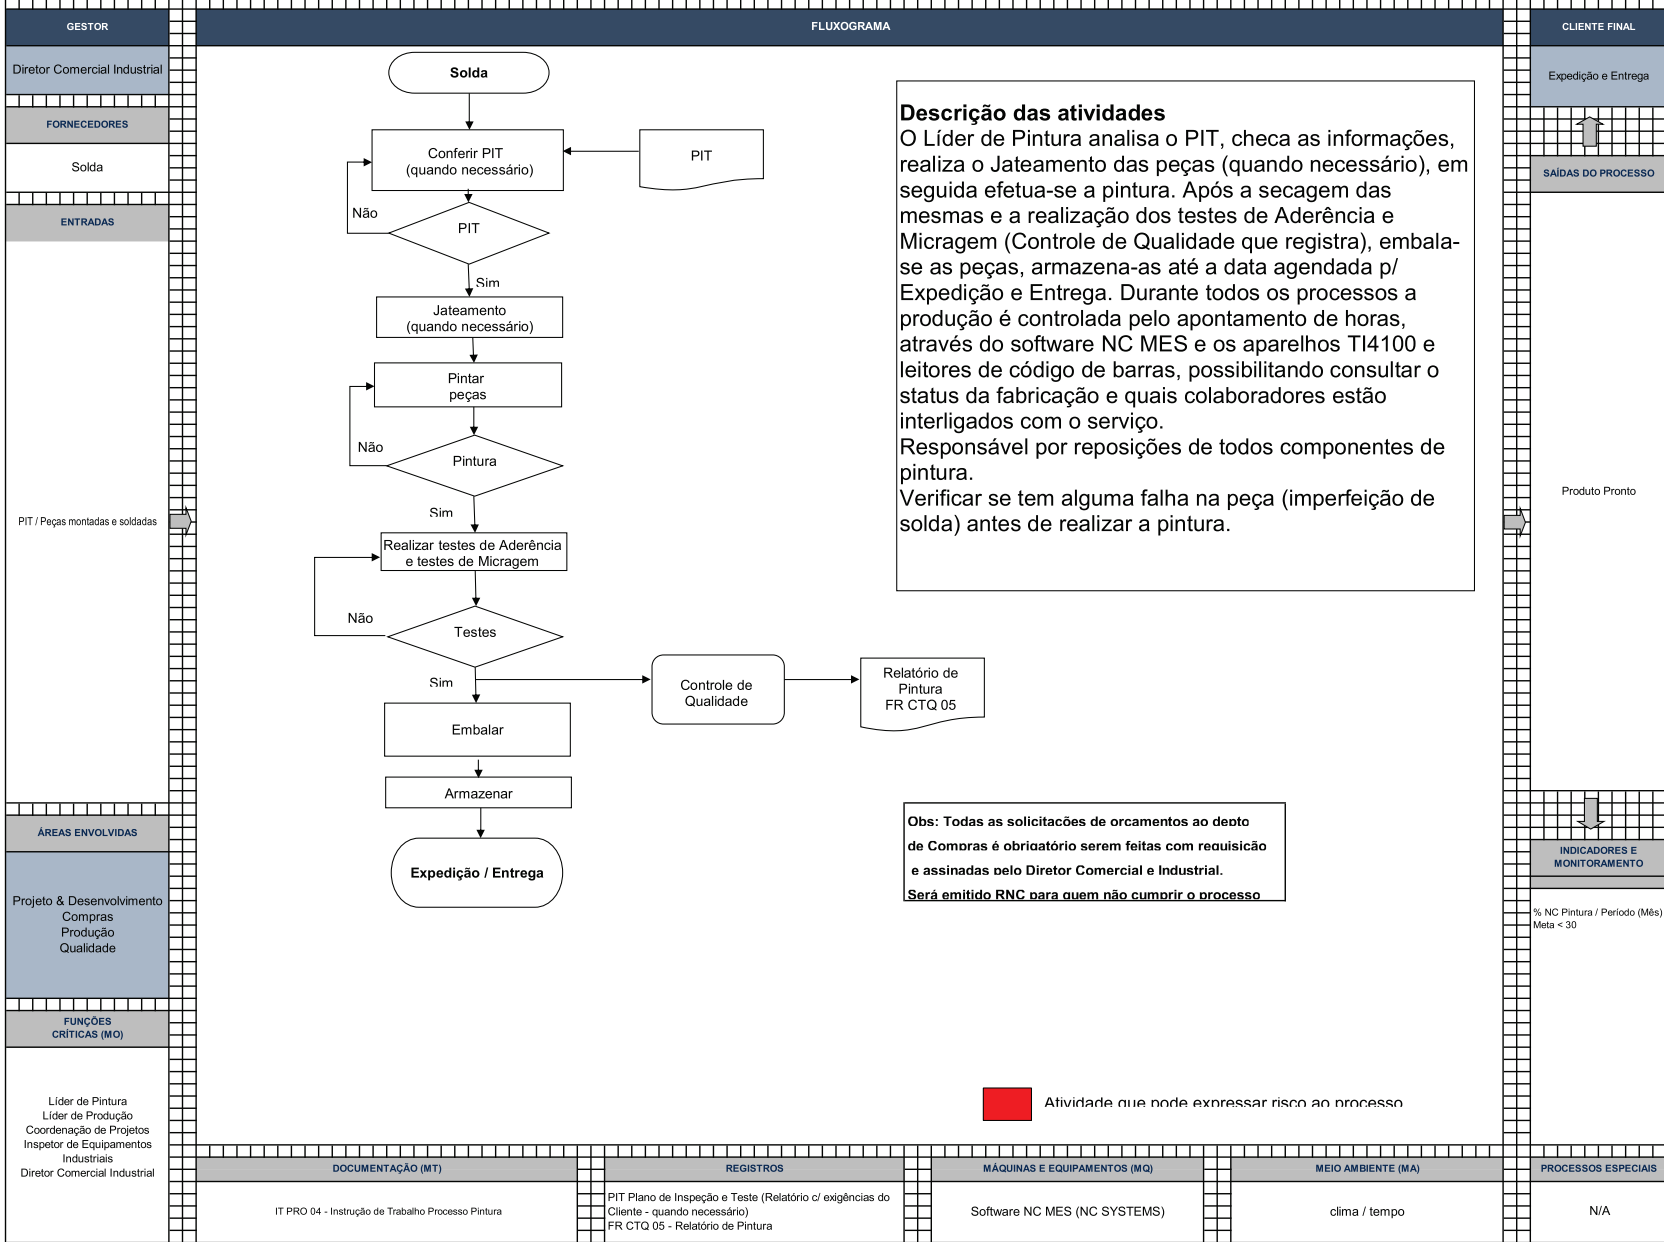 GESTOR
Diretor Comercial Industrial
FORNECEDORES
Solda
ENTRADAS
PIT / Peças montadas e soldadas
ÁREAS ENVOLVIDAS
Projeto & Desenvolvimento
Compras
Produção
Qualidade
FUNÇÕES
CRÍTICAS (MO)
Líder de Pintura
Líder de Produção
Coordenação de Projetos
Inspetor de Equipamentos
Industriais
Diretor Comercial Industrial
FLUXOGRAMA
Solda
Conferir PIT
(quando necessário)
PIT
Não
PIT
Sim
Jateamento
(quando necessário)
Pintar
peças
Não
Pintura
Sim
Realizar testes de Aderência
e testes de Micragem
Não
Testes
Sim
Controle de
Qualidade
Relatório de
Pintura
FR CTQ 05
Embalar
Armazenar
Expedição / Entrega
Descrição das atividades
O Líder de Pintura analisa o PIT, checa as informações,
realiza o Jateamento das peças (quando necessário), em
seguida efetua-se a pintura. Após a secagem das
mesmas e a realização dos testes de Aderência e
Micragem (Controle de Qualidade que registra), embala-
se as peças, armazena-as até a data agendada p/
Expedição e Entrega. Durante todos os processos a
produção é controlada pelo apontamento de horas,
através do software NC MES e os aparelhos TI4100 e
leitores de código de barras, possibilitando consultar o
status da fabricação e quais colaboradores estão
interligados com o serviço.
Responsável por reposições de todos componentes de
pintura.
Verificar se tem alguma falha na peça (imperfeição de
solda) antes de realizar a pintura.
Obs: Todas as solicitações de orçamentos ao depto
de Compras é obrigatório serem feitas com requisição
e assinadas pelo Diretor Comercial e Industrial.
Será emitido RNC para quem não cumprir o processo
Atividade que pode expressar risco ao processo
CLIENTE FINAL
Expedição e Entrega
SAÍDAS DO PROCESSO
Produto Pronto
INDICADORES E
MONITORAMENTO
% NC Pintura / Período (Mês)
Meta < 30
DOCUMENTAÇÃO (MT)
IT PRO 04 - Instrução de Trabalho Processo Pintura
REGISTROS
PIT Plano de Inspeção e Teste (Relatório c/ exigências do
Cliente - quando necessário)
FR CTQ 05 - Relatório de Pintura
MÁQUINAS E EQUIPAMENTOS (MQ)
Software NC MES (NC SYSTEMS)
MEIO AMBIENTE (MA)
clima / tempo
PROCESSOS ESPECIAIS
N/A